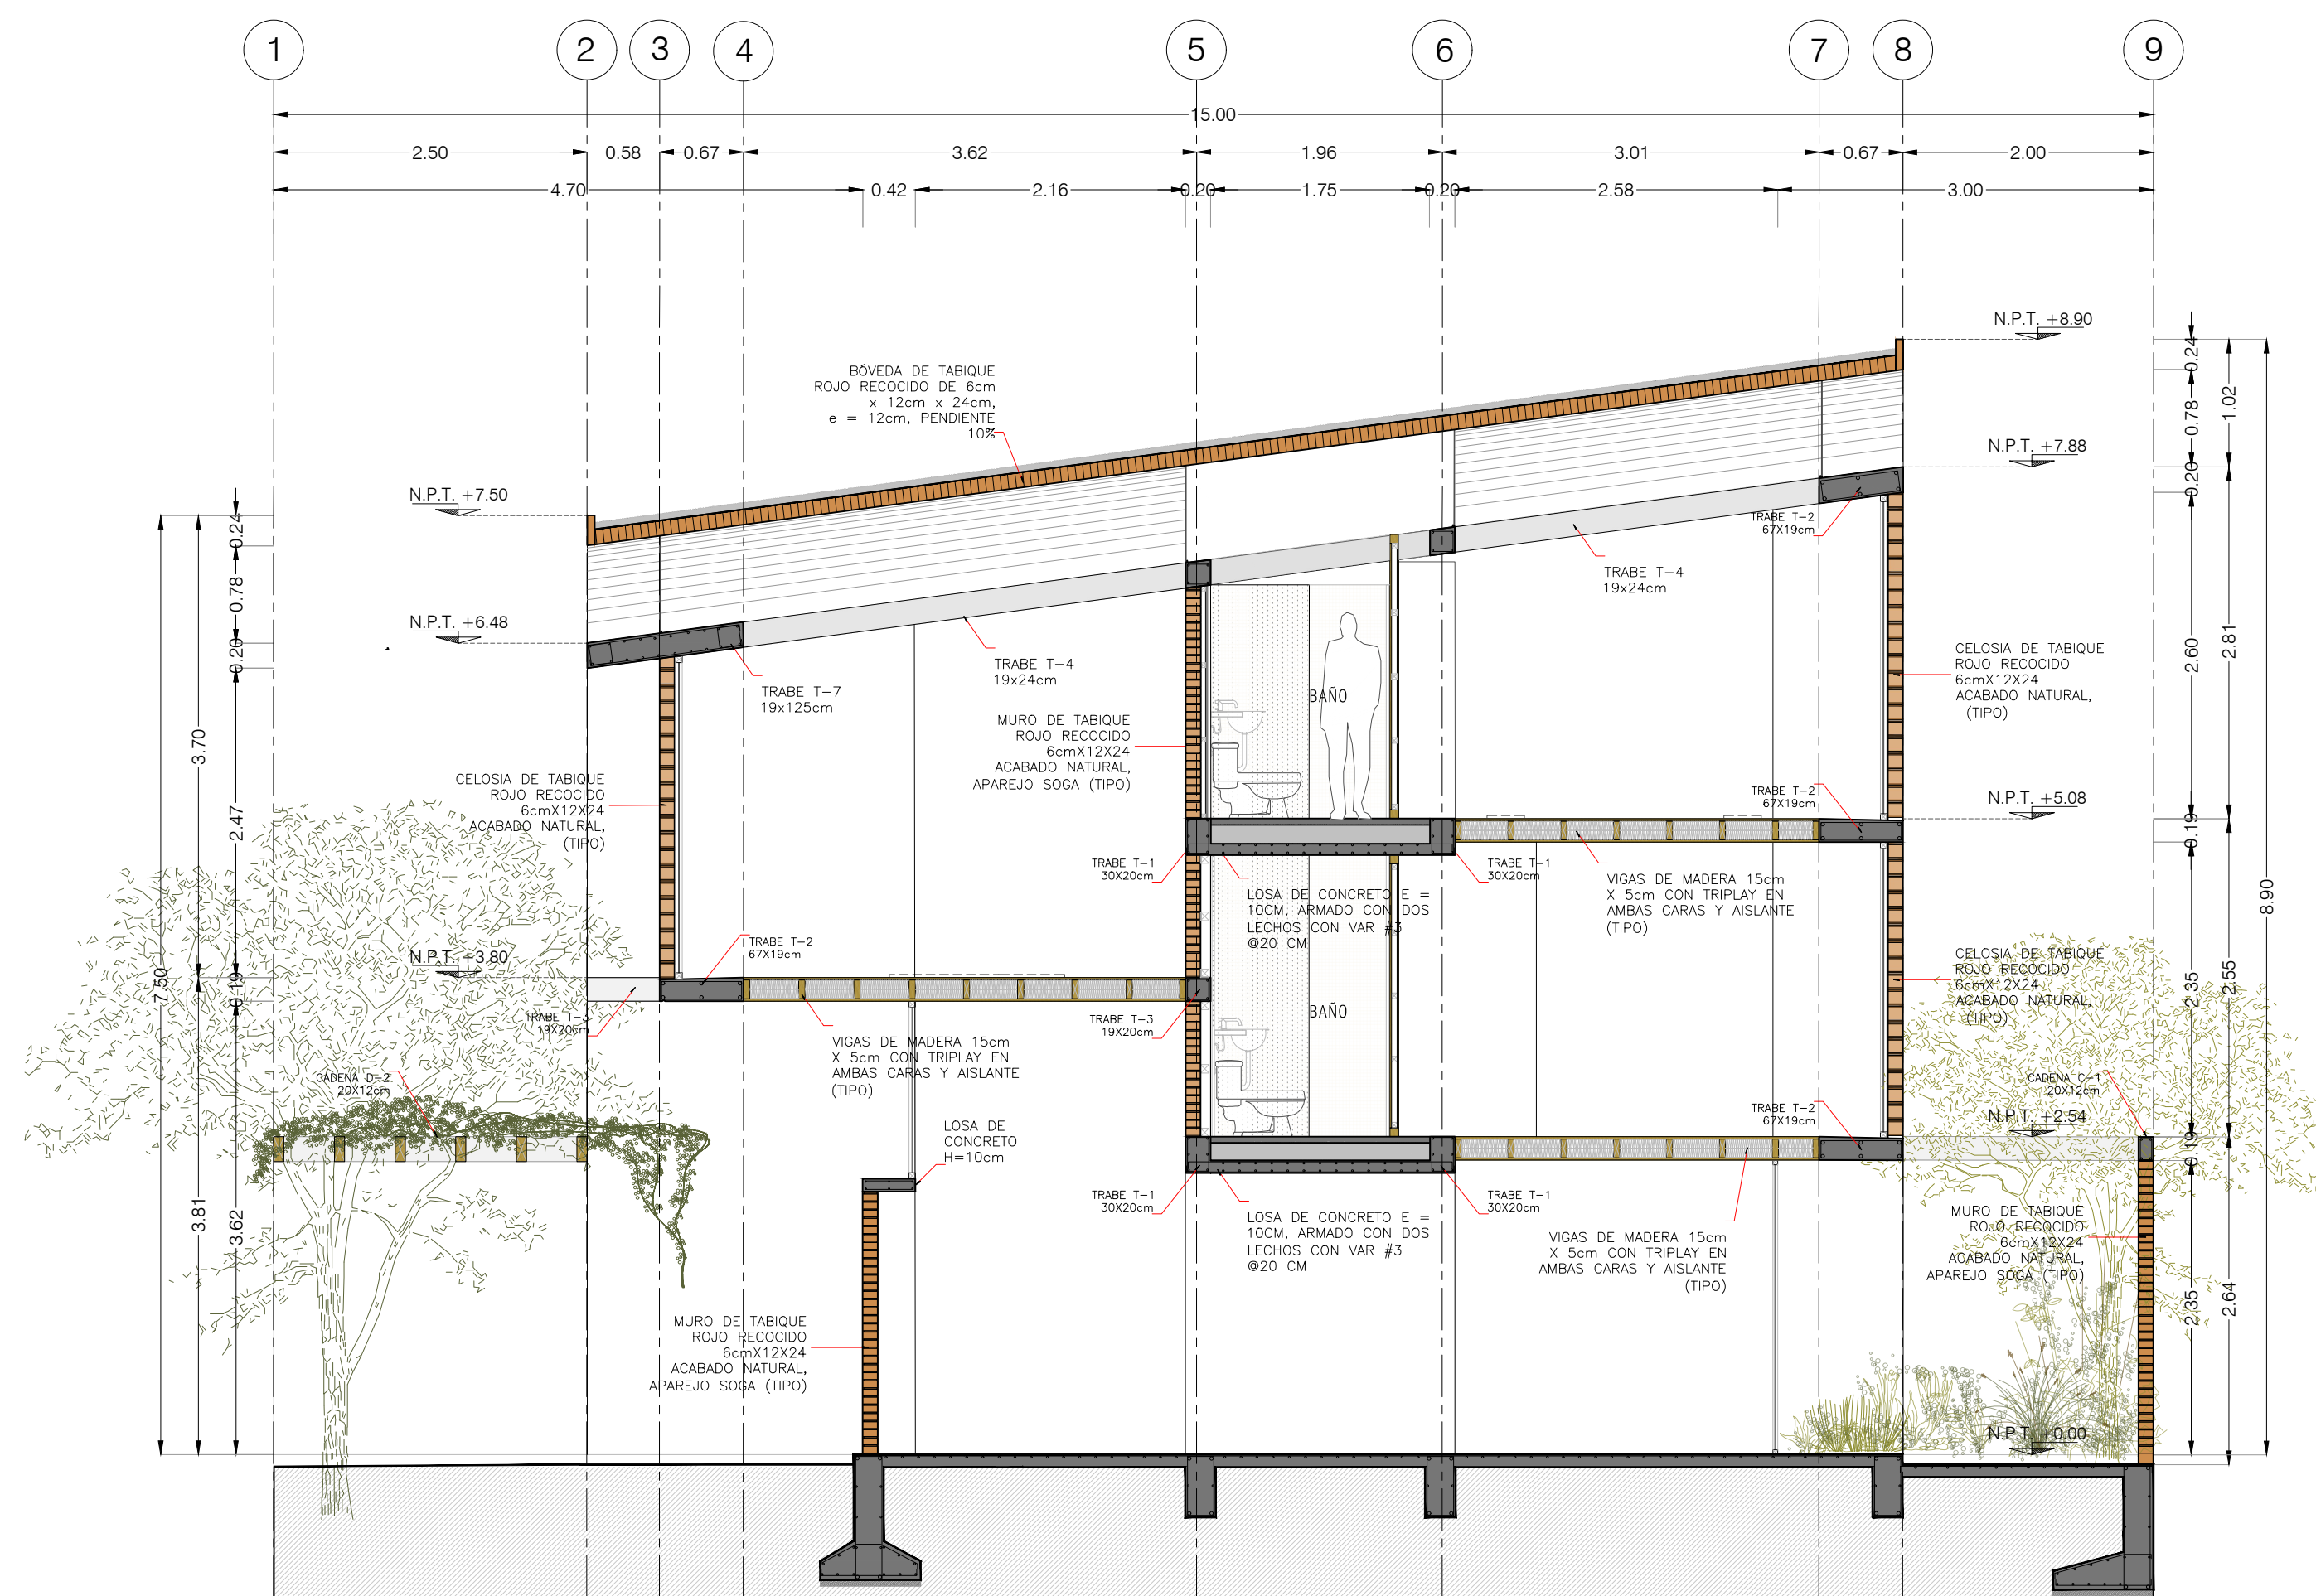 1 2 3 4 5 6 7 8 9
15.00
2.50 0.58 0.67 3.62 1.96 3.01 0.67 2.00
4.70 0.42 2.16 0.20 1.75 0.20 2.58 3.00
N.P.T. +8.90
0.24
0.78
1.02
BÓVEDA DE TABIQUE
ROJO RECOCIDO DE 6cm
x 12cm x 24cm,
e = 12cm, PENDIENTE
10%
N.P.T. +7.88
0.20
N.P.T. +7.50
0.24
0.78
TRABE T-2
67X19cm
TRABE T-4
19x24cm
N.P.T. +6.48
0.20
TRABE T-4
19x24cm
TRABE T-7
19x125cm
CELOSIA DE TABIQUE
ROJO RECOCIDO
6cmX12X24
ACABADO NATURAL,
(TIPO)
2.60
2.81
BAÑO
MURO DE TABIQUE
ROJO RECOCIDO
6cmX12X24
ACABADO NATURAL,
APAREJO SOGA (TIPO)
3.70
2.47
CELOSIA DE TABIQUE
ROJO RECOCIDO
6cmX12X24
ACABADO NATURAL,
(TIPO)
TRABE T-2
67X19cm
N.P.T. +5.08
0.19
TRABE T-1
30X20cm
TRABE T-1
30X20cm
LOSA DE CONCRETO E =
10CM, ARMADO CON DOS
LECHOS CON VAR #3
@20 CM
VIGAS DE MADERA 15cm
X 5cm CON TRIPLAY EN
AMBAS CARAS Y AISLANTE
(TIPO)
8.90
TRABE T-2
67X19cm
N.P.T. +3.80
7.50
0.19
CELOSIA DE TABIQUE
ROJO RECOCIDO
6cmX12X24
ACABADO NATURAL,
(TIPO)
2.35
2.55
TRABE T-3
19X20cm
TRABE T-3
19X20cm
BAÑO
VIGAS DE MADERA 15cm
X 5cm CON TRIPLAY EN
AMBAS CARAS Y AISLANTE
(TIPO)
CADENA D-2
20X12cm
CADENA C-1
20X12cm
TRABE T-2
67X19cm
N.P.T. +2.54
0.19
LOSA DE
CONCRETO
H=10cm
TRABE T-1
30X20cm
TRABE T-1
30X20cm
LOSA DE CONCRETO E =
10CM, ARMADO CON DOS
LECHOS CON VAR #3
@20 CM
VIGAS DE MADERA 15cm
X 5cm CON TRIPLAY EN
AMBAS CARAS Y AISLANTE
(TIPO)
MURO DE TABIQUE
ROJO RECOCIDO
6cmX12X24
ACABADO NATURAL,
APAREJO SOGA (TIPO)
3.81
3.62
2.35
2.64
MURO DE TABIQUE
ROJO RECOCIDO
6cmX12X24
ACABADO NATURAL,
APAREJO SOGA (TIPO)
N.P.T. +0.00